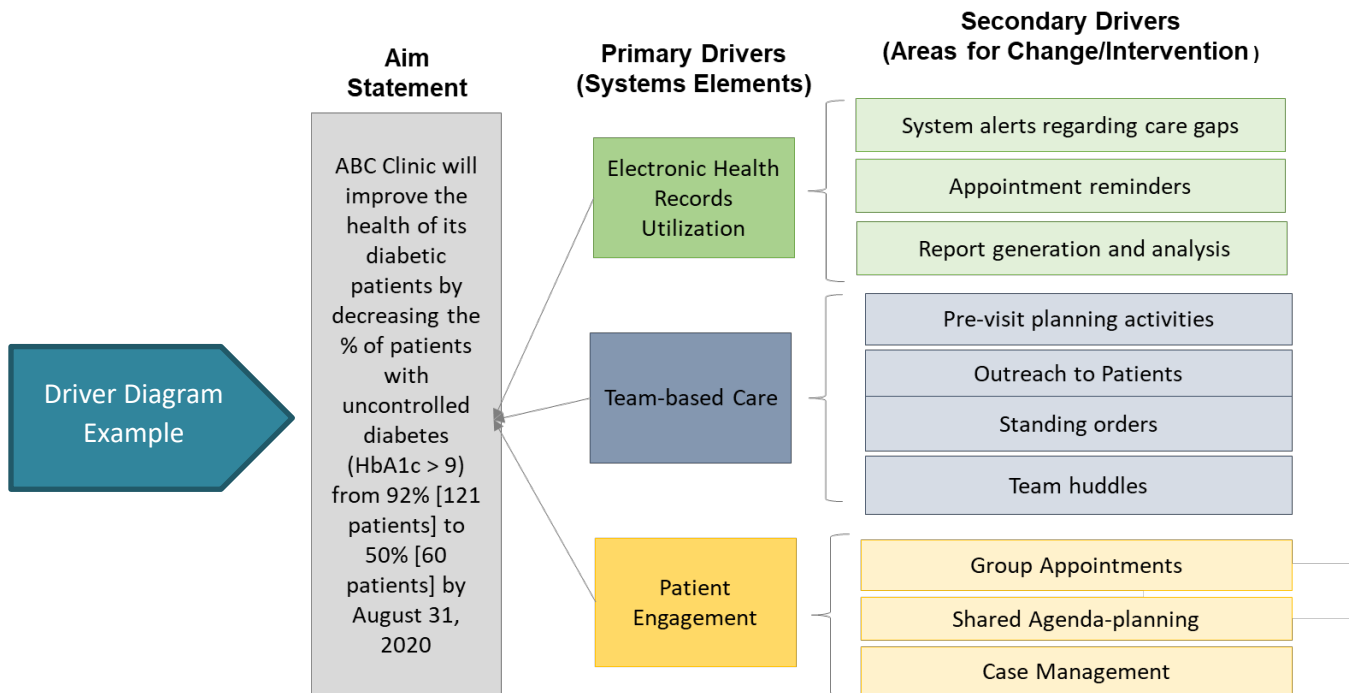 Driver Diagram
Example
Aim
Statement
ABC Clinic will
improve the
health of its
diabetic
patients by
decreasing the
% of patients
with
uncontrolled
diabetes
(HbA1c > 9)
from 92% [121
patients] to
50% [60
patients] by
August 31,
2020
Primary Drivers
(Systems Elements)
Electronic Health
Records
Utilization
Team-based Care
Patient
Engagement
Secondary Drivers
(Areas for Change/Intervention )
System alerts regarding care gaps
Appointment reminders
Report generation and analysis
Pre-visit planning activities
Outreach to Patients
Standing orders
Team huddles
Group Appointments
Shared Agenda-planning
Case Management